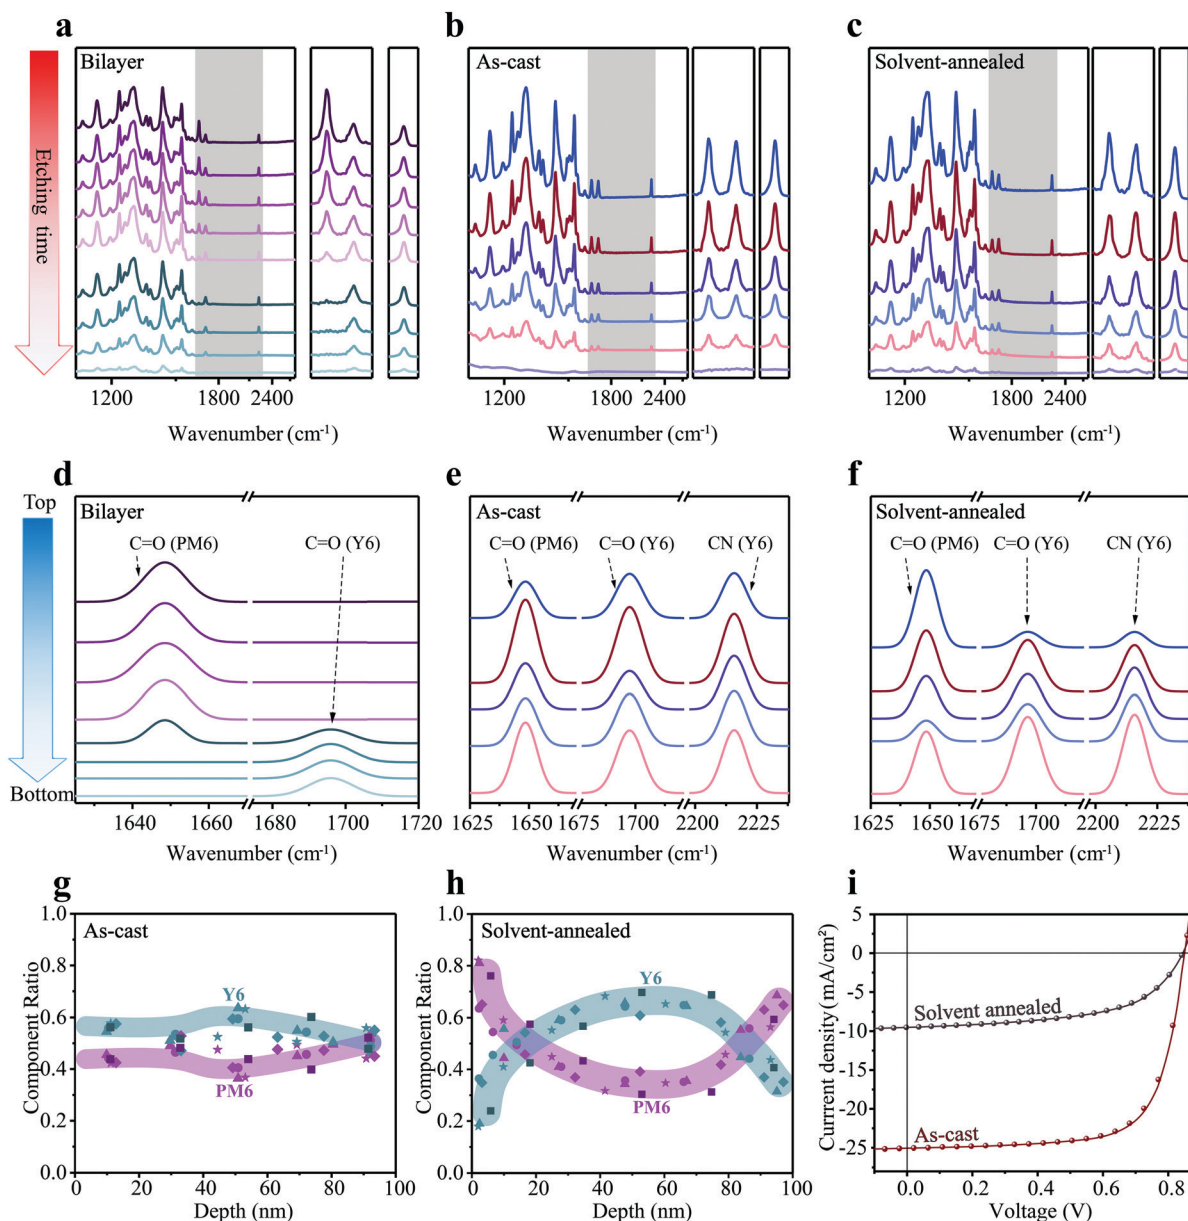 a
b
c
Bilayer
As-cast
Solvent-annealed
Etching time
1200 1800 2400
1200 1800 2400
1200 1800 2400
Wavenumber (cm⁻¹)
Wavenumber (cm⁻¹)
Wavenumber (cm⁻¹)
d
e
f
Top
Bottom
Bilayer
C=O (PM6)
C=O (Y6)
As-cast
C=O (PM6)
C=O (Y6)
CN (Y6)
Solvent-annealed
C=O (PM6)
C=O (Y6)
CN (Y6)
1640 1660 1680 1700 1720
1625 1650 1675 1700 2200 2225
1625 1650 1675 1700 2200 2225
Wavenumber (cm⁻¹)
Wavenumber (cm⁻¹)
Wavenumber (cm⁻¹)
g
h
i
Component Ratio
1.0
0.8
0.6
0.4
0.2
0.0
As-cast
Y6
PM6
0 20 40 60 80 100
Depth (nm)
Component Ratio
1.0
0.8
0.6
0.4
0.2
0.0
Solvent-annealed
Y6
PM6
0 20 40 60 80 100
Depth (nm)
Currrent density(mA/cm²)
5
0
-5
-10
-15
-20
-25
Solvent annealed
As-cast
0.0 0.2 0.4 0.6 0.8
Voltage (V)